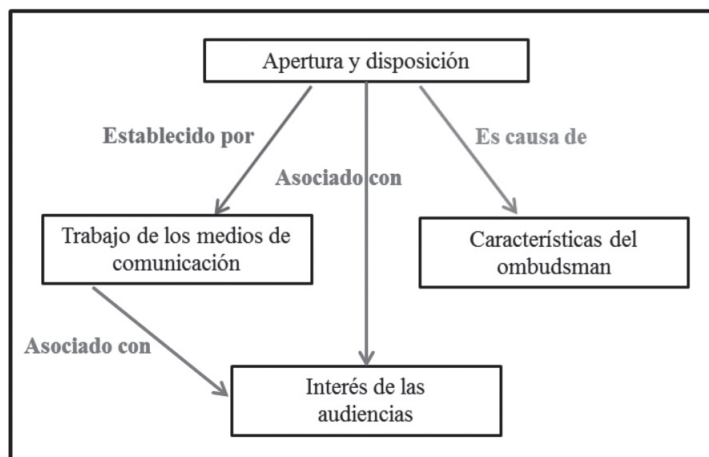 Apertura y disposición
Establecido por
Es causa de
Asociado con
Trabajo de los medios de
comunicación
Características del
ombudsman
Asociado con
Interés de las
audiencias